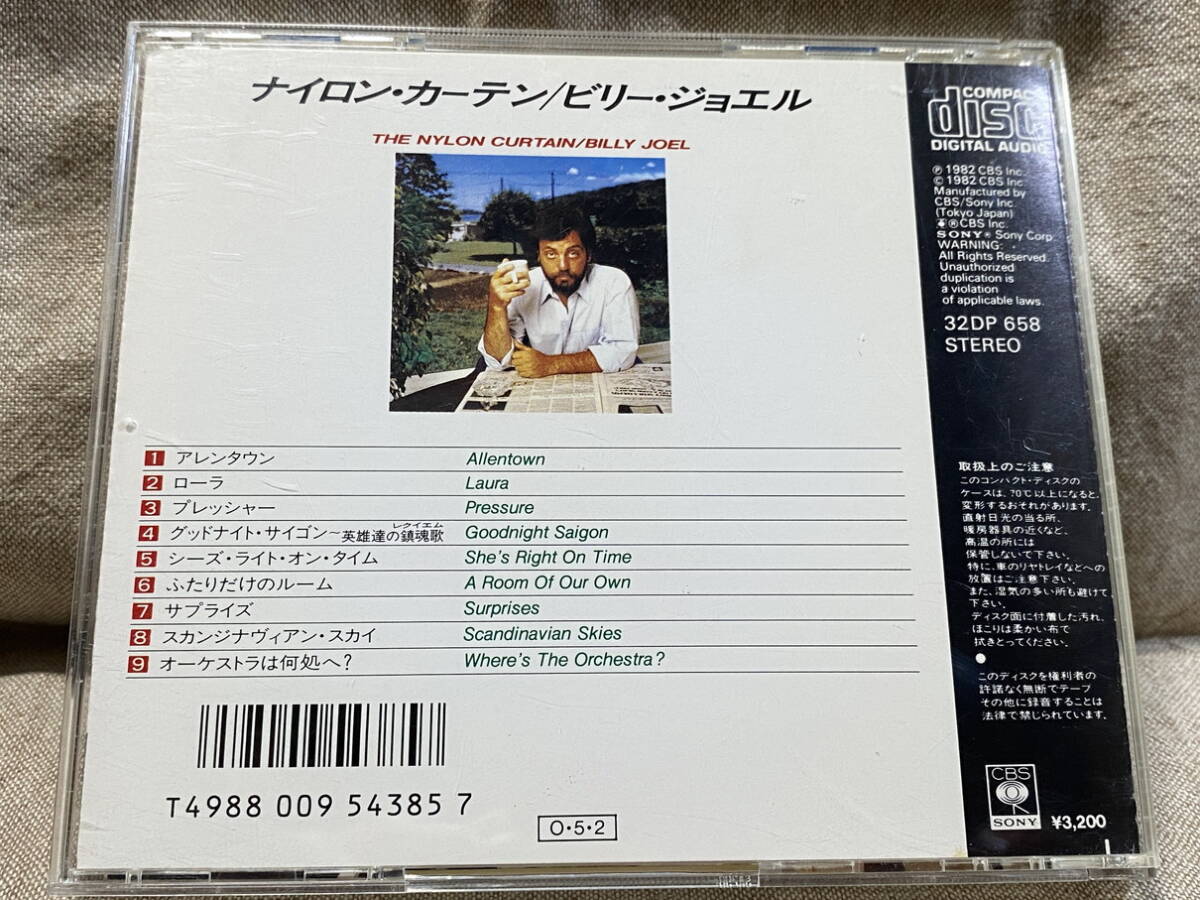 ナイロン・カーテン/ビリー・ジョエル
THE NYLON CURTAIN/BILLY JOEL
1 アレンタウン Allentown
2 ローラ Laura
3 プレッシャー Pressure
4 グッドナイト・サイゴン～英雄達の鎮魂歌 Goodnight Saigon
レクイエム
5 シーズ・ライト・オン・タイム She's Right On Time
6 ふたりだけのルーム A Room Of Our Own
7 サプライズ Surprises
8 スカンジナヴィアン・スカイ Scandinavian Skies
9 オーケストラは何処へ? Where's The Orchestra?
T4988 009 54385 7
O・5・2
COMPACT
disc
DIGITAL AUDIO
℗ 1982 CBS Inc.
© 1982 CBS Inc.
Manufactured by
CBS/Sony Inc.
(Tokyo Japan)
® CBS Inc.
SONY® Sony Corp.
WARNING:
All Rights Reserved.
Unauthorized
duplication is
a violation
of applicable laws.
32DP 658
STEREO
取扱上のご注意
このコンパクト・ディスクの
ケースは、70℃以上になると、
変形するおそれがあります。
直射日光の当る所、
暖房器具の近くなど、
高温の所には
保管しないで下さい。
特に、車のリヤトレイなどへの
放置はご注意下さい。
また、湿気の多い所も避けて、
下さい。
ディスク面に付着した汚れ、
ほこりは柔かい布で
拭きとってください。
このディスクを権利者の
許諾なく無断でテープ
その他に録音することは
法律で禁じられています。
CBS
SONY
¥3,200